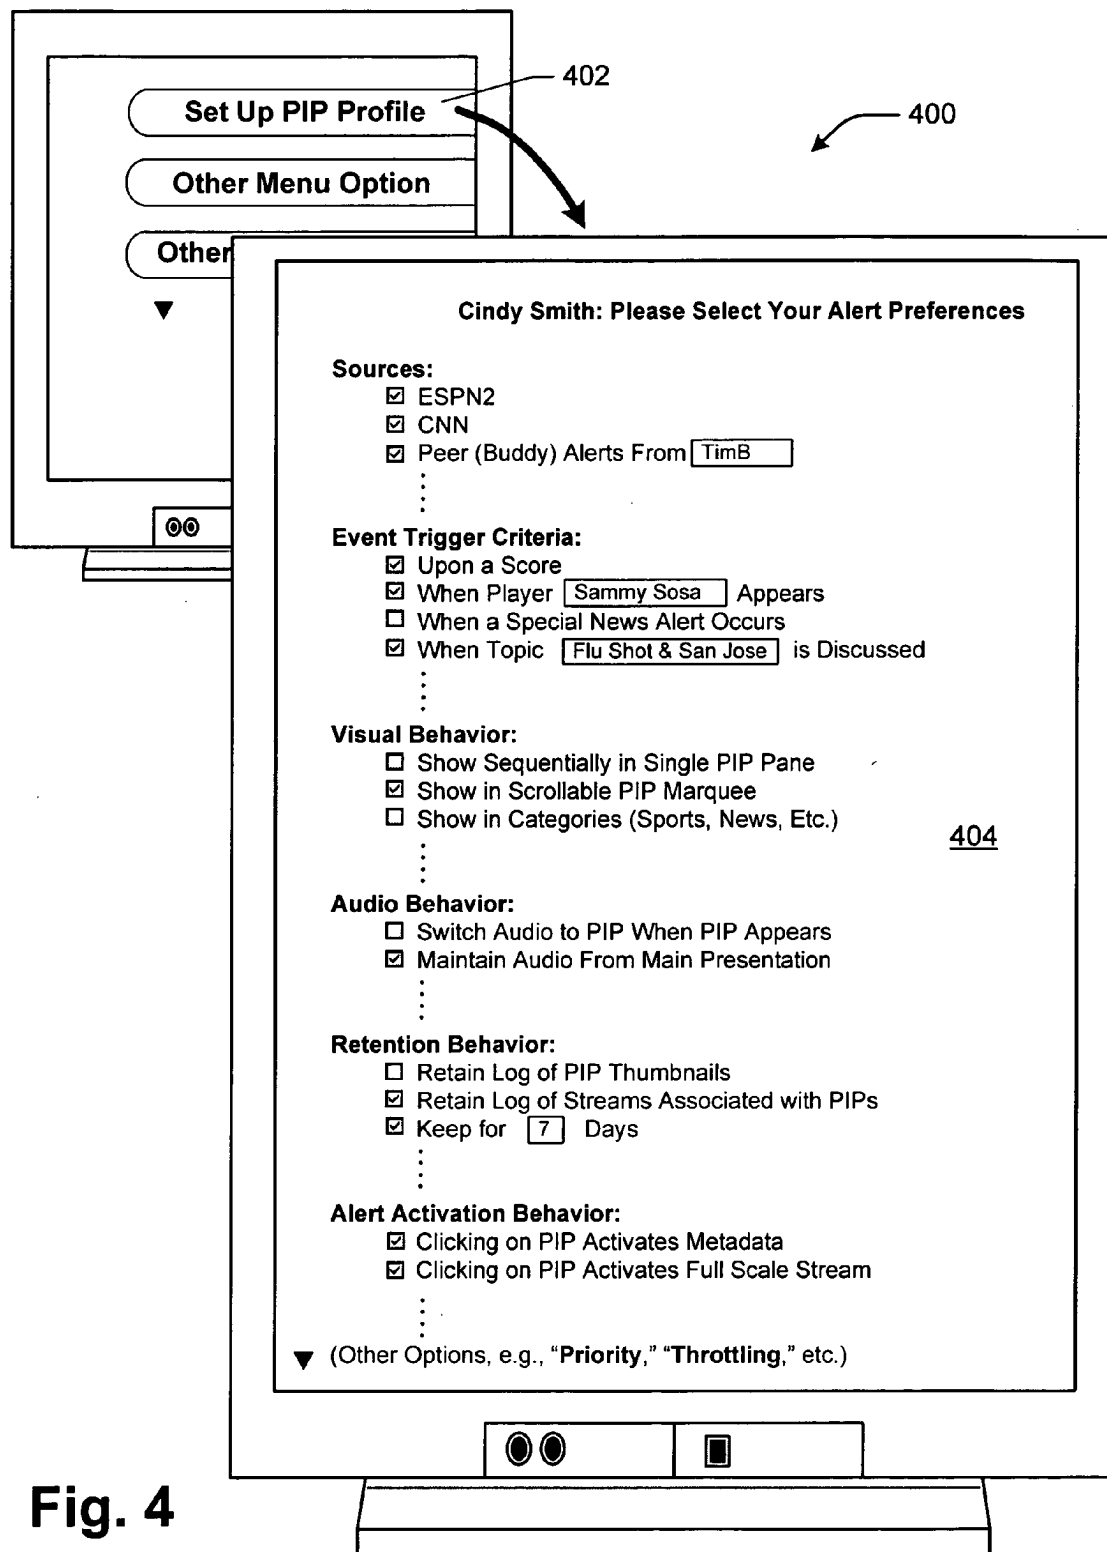 Set Up PIP Profile
402
400
Other Menu Option
Other
Cindy Smith: Please Select Your Alert Preferences
Sources:
☑ ESPN2
☑ CNN
☑ Peer (Buddy) Alerts From TimB
Event Trigger Criteria:
☑ Upon a Score
☑ When Player Sammy Sosa Appears
☐ When a Special News Alert Occurs
☑ When Topic Flu Shot & San Jose is Discussed
Visual Behavior:
☐ Show Sequentially in Single PIP Pane
☑ Show in Scrollable PIP Marquee
☐ Show in Categories (Sports, News, Etc.)
404
Audio Behavior:
☐ Switch Audio to PIP When PIP Appears
☑ Maintain Audio From Main Presentation
Retention Behavior:
☐ Retain Log of PIP Thumbnails
☑ Retain Log of Streams Associated with PIPs
☑ Keep for 7 Days
Alert Activation Behavior:
☑ Clicking on PIP Activates Metadata
☑ Clicking on PIP Activates Full Scale Stream
(Other Options, e.g., “Priority,” “Throttling,” etc.)
Fig. 4